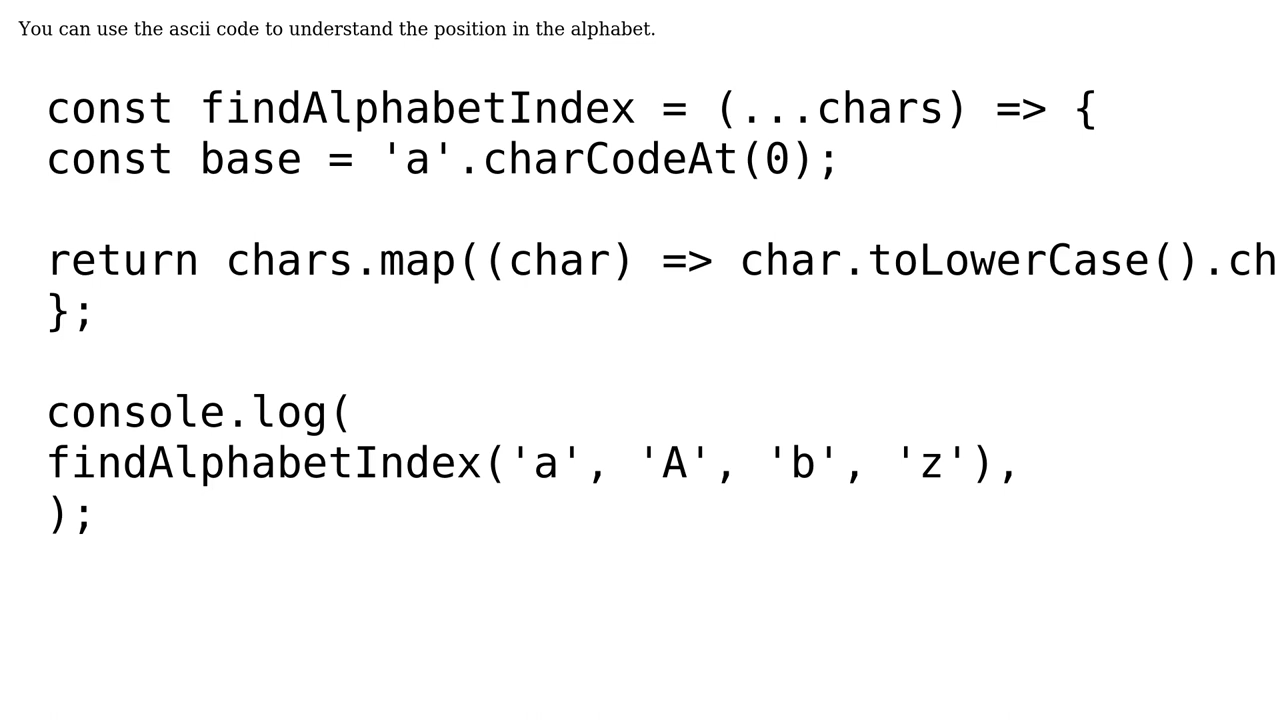 You can use the ascii code to understand the position in the alphabet.
const findAlphabetIndex = (...chars) => {
const base = 'a'.charCodeAt(0);
return chars.map((char) => char.toLowerCase().ch
};
console.log(
findAlphabetIndex('a', 'A', 'b', 'z'),
);